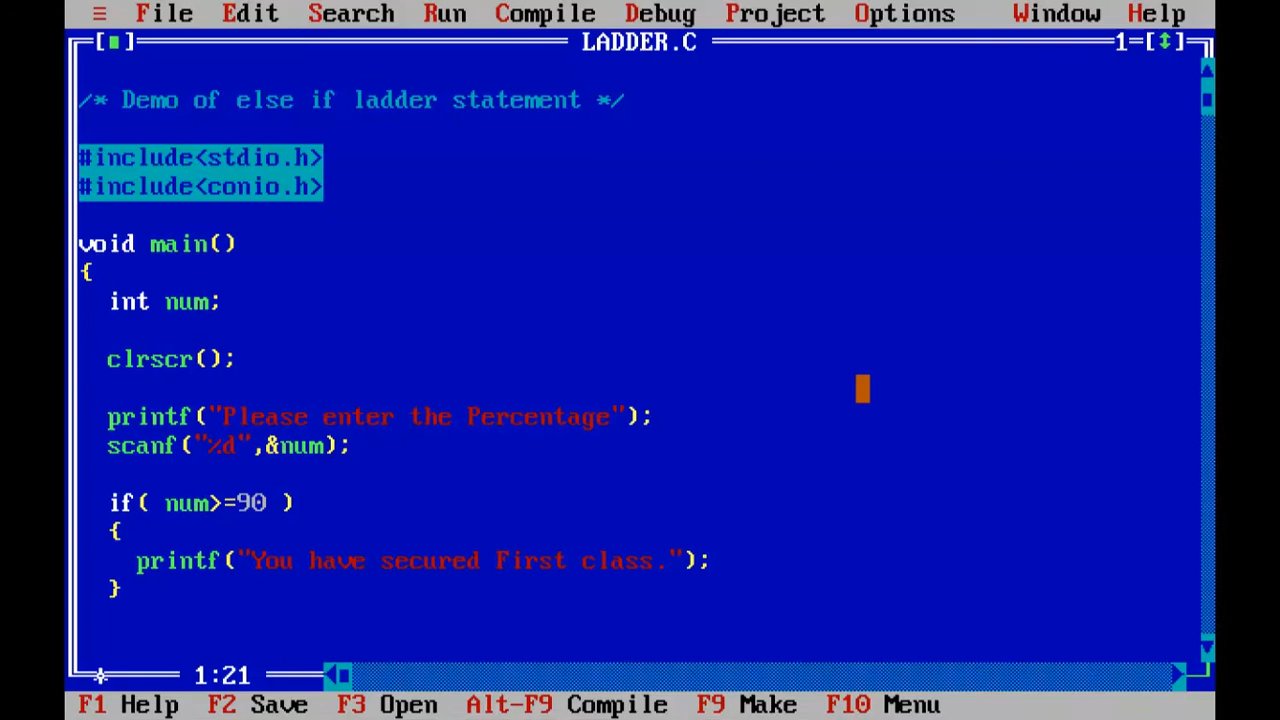 ≡ File Edit Search Run Compile Debug Project Options Window Help
[■] LADDER.C 1=[↕]
/* Demo of else if ladder statement */
#include<stdio.h>
#include<conio.h>
void main()
{
int num;
clrscr();
printf("Please enter the Percentage");
scanf("%d",&num);
if( num>=90 )
{
printf("You have secured First class.");
}
1:21
F1 Help F2 Save F3 Open Alt-F9 Compile F9 Make F10 Menu